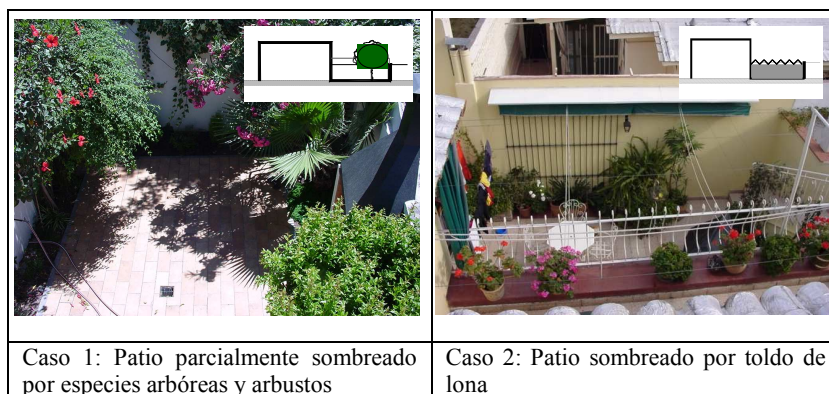 Caso 1: Patio parcialmente sombreado
por especies arbóreas y arbustos
Caso 2: Patio sombreado por toldo de
lona